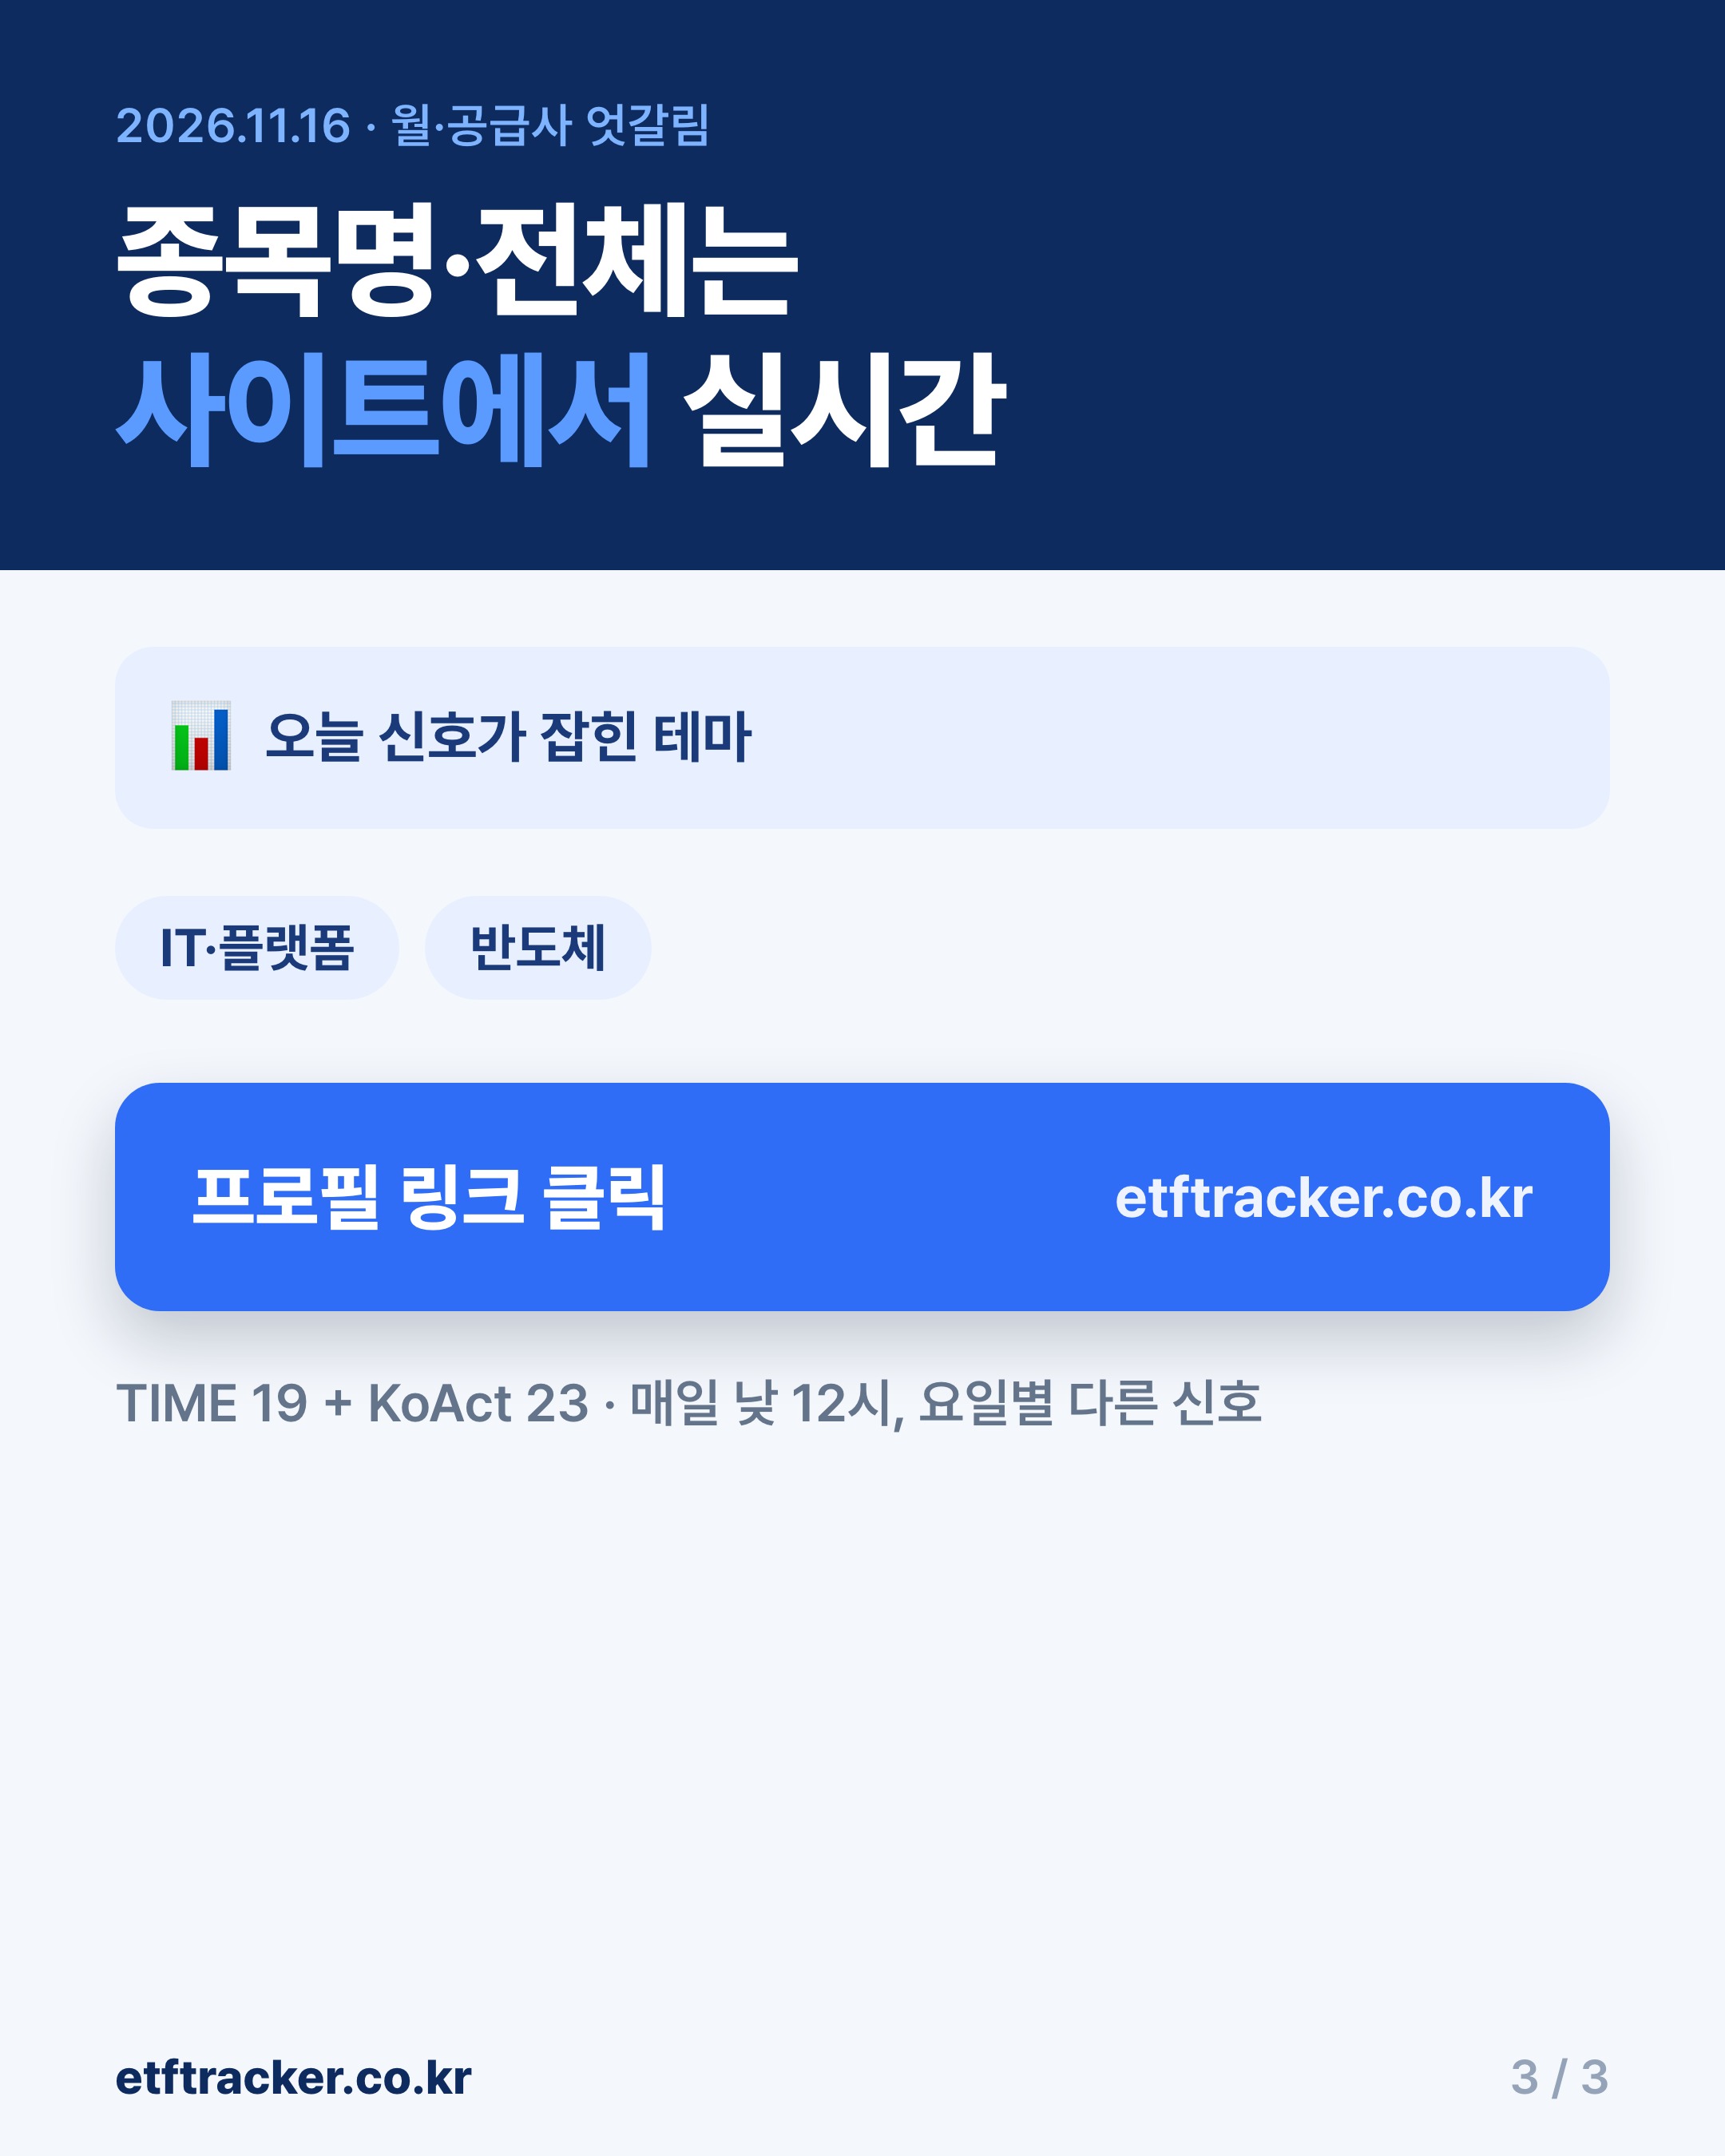 2026.11.16 · 월·공급사 엇갈림
종목명·전체는
사이트에서 실시간
📊 오늘 신호가 잡힌 테마
IT·플랫폼
반도체
프로필 링크 클릭
etftracker.co.kr
TIME 19 + KoAct 23 · 매일 낮 12시, 요일별 다른 신호
etftracker.co.kr
3 / 3